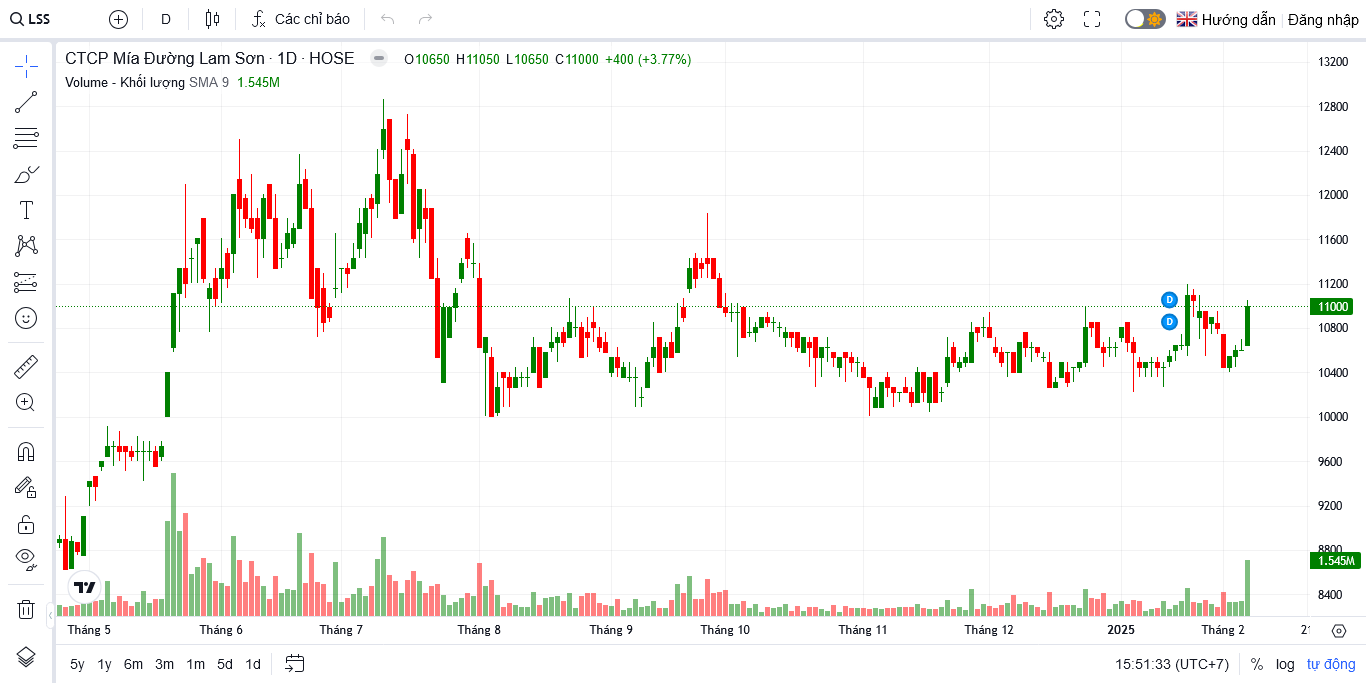 LSS D Các chỉ báo Hướng dẫn Đăng nhập
CTCP Mía Đường Lam Sơn · 1D · HOSE O10650 H11050 L10650 C11000 +400 (+3.77%)
Volume - Khối lượng SMA 9 1.545M
13200
12800
12400
12000
11600
11200
D
11000
D
10800
10400
10000
9600
9200
8800
1.545M
8400
Tháng 5 Tháng 6 Tháng 7 Tháng 8 Tháng 9 Tháng 10 Tháng 11 Tháng 12 2025 Tháng 2 21
5y 1y 6m 3m 1m 5d 1d 15:51:33 (UTC+7) % log tự động